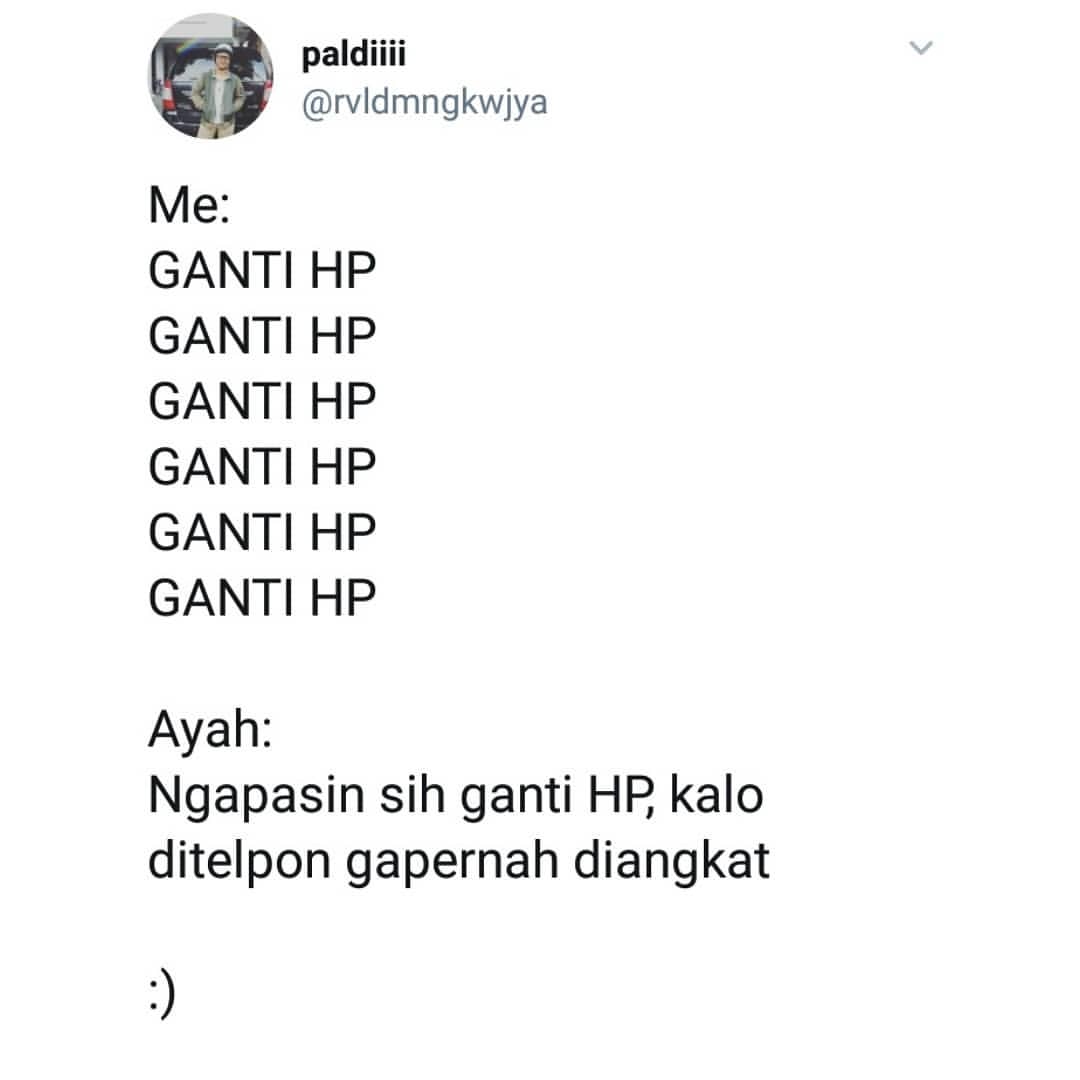 paldiiii
@rvldmngkwjya
Me:
GANTI HP
GANTI HP
GANTI HP
GANTI HP
GANTI HP
GANTI HP
Ayah:
Ngapasin sih ganti HP, kalo
ditelpon gapernah diangkat
:)